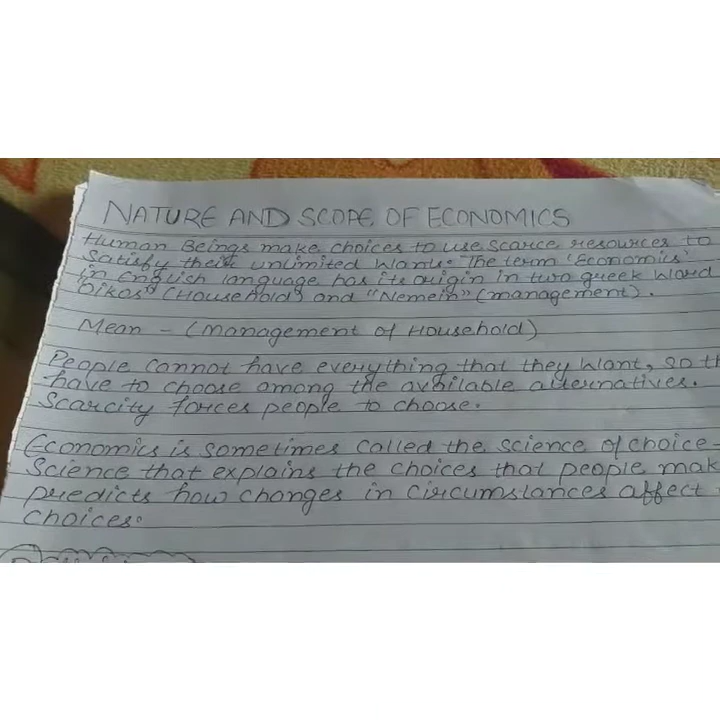 NATURE AND SCOPE OF ECONOMICS
Human Beings make choices to use scarce resources to
Satisfy their unlimited wants. The term 'Economics'
in English language has its origin in two greek word
"Oikos" (Household) and "Nemein" (management).
Mean - (Management of Household)
People cannot have everything that they want, so th
have to choose among the available alternatives.
Scarcity forces people to choose.
Economics is sometimes called the science of choice -
Science that explains the choices that people mak
predicts how changes in circumstances affect
choices.